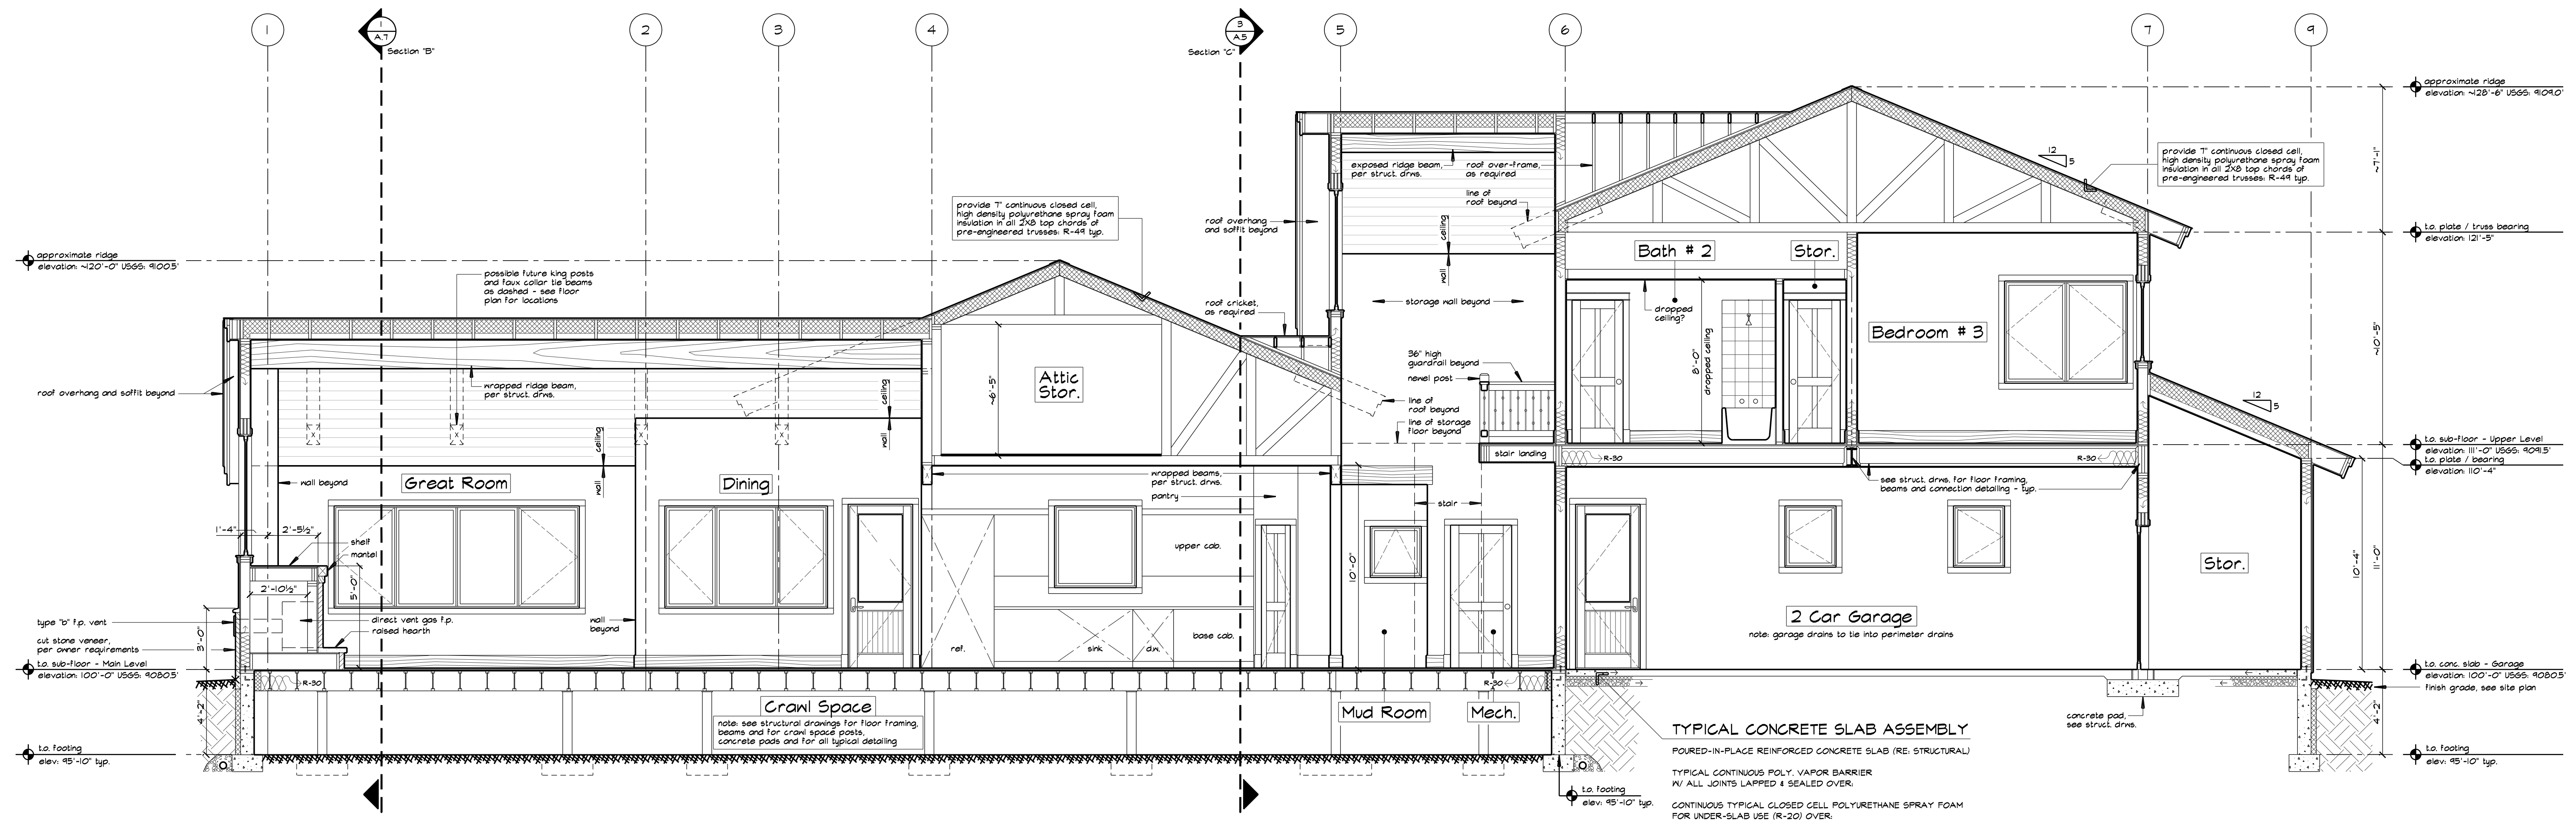 1
1
A.7
Section "B"
2
3
4
3
A.5
Section "C"
5
6
7
9
approximate ridge
elevation: ~128'-6" USGS: 9109.0'
12
5
provide 7" continuous closed cell,
high density polyurethane spray foam
insulation in all 2X8 top chords of
pre-engineered trusses: R-49 typ.
~7'-1"
exposed ridge beam,
per struct. drws.
roof over-frame,
as required
line of
roof beyond
provide 7" continuous closed cell,
high density polyurethane spray foam
insulation in all 2X8 top chords of
pre-engineered trusses: R-49 typ.
roof overhang
and soffit beyond
ceiling
wall
t.o. plate / truss bearing
elevation: 121'-5"
Bath # 2
Stor.
approximate ridge
elevation: ~120'-0" USGS: 9100.5'
possible future king posts
and faux collar tie beams
as dashed - see floor
plan for locations
roof cricket,
as required
storage wall beyond
dropped
ceiling?
8'-0"
dropped ceiling
Bedroom # 3
~10'-5"
36" high
guardrail beyond
newel post
line of
roof beyond
line of storage
floor beyond
roof overhang and soffit beyond
wrapped ridge beam,
per struct. drws.
ceiling
wall
ceiling
wall
~6'-5"
Attic
Stor.
12
5
stair landing
R-30
R-30
t.o. sub-floor - Upper Level
elevation: 111'-0" USGS: 9091.5'
t.o. plate / bearing
elevation: 110'-4"
see struct. drws. for floor framing,
beams and connection detailing - typ.
wall beyond
Great Room
Dining
wrapped beams,
per struct. drws.
pantry
stair
1'-4"
2'-5½"
shelf
mantel
upper cab.
10'-0"
Stor.
10'-4"
11'-0"
2'-10½"
5'-0"
type "b" f.p. vent
cut stone veneer,
per owner requirements
3'-0"
direct vent gas f.p.
raised hearth
wall
beyond
ref.
sink
d.w.
base cab.
2 Car Garage
note: garage drains to tie into perimeter drains
t.o. sub-floor - Main Level
elevation: 100'-0" USGS: 9080.5'
t.o. conc. slab - Garage
elevation: 100'-0" USGS: 9080.5'
finish grade, see site plan
R-30
R-30
4'-2"
4'-2"
Crawl Space
note: see structural drawings for floor framing,
beams and for crawl space posts,
concrete pads and for all typical detailing
Mud Room
Mech.
concrete pad,
see struct. drws.
TYPICAL CONCRETE SLAB ASSEMBLY
POURED-IN-PLACE REINFORCED CONCRETE SLAB (RE: STRUCTURAL)
TYPICAL CONTINUOUS POLY. VAPOR BARRIER
W/ ALL JOINTS LAPPED & SEALED OVER:
CONTINUOUS TYPICAL CLOSED CELL POLYURETHANE SPRAY FOAM
FOR UNDER-SLAB USE (R-20) OVER:
t.o. footing
elev: 95'-10" typ.
t.o. footing
elev: 95'-10" typ.
t.o. footing
elev: 95'-10" typ.